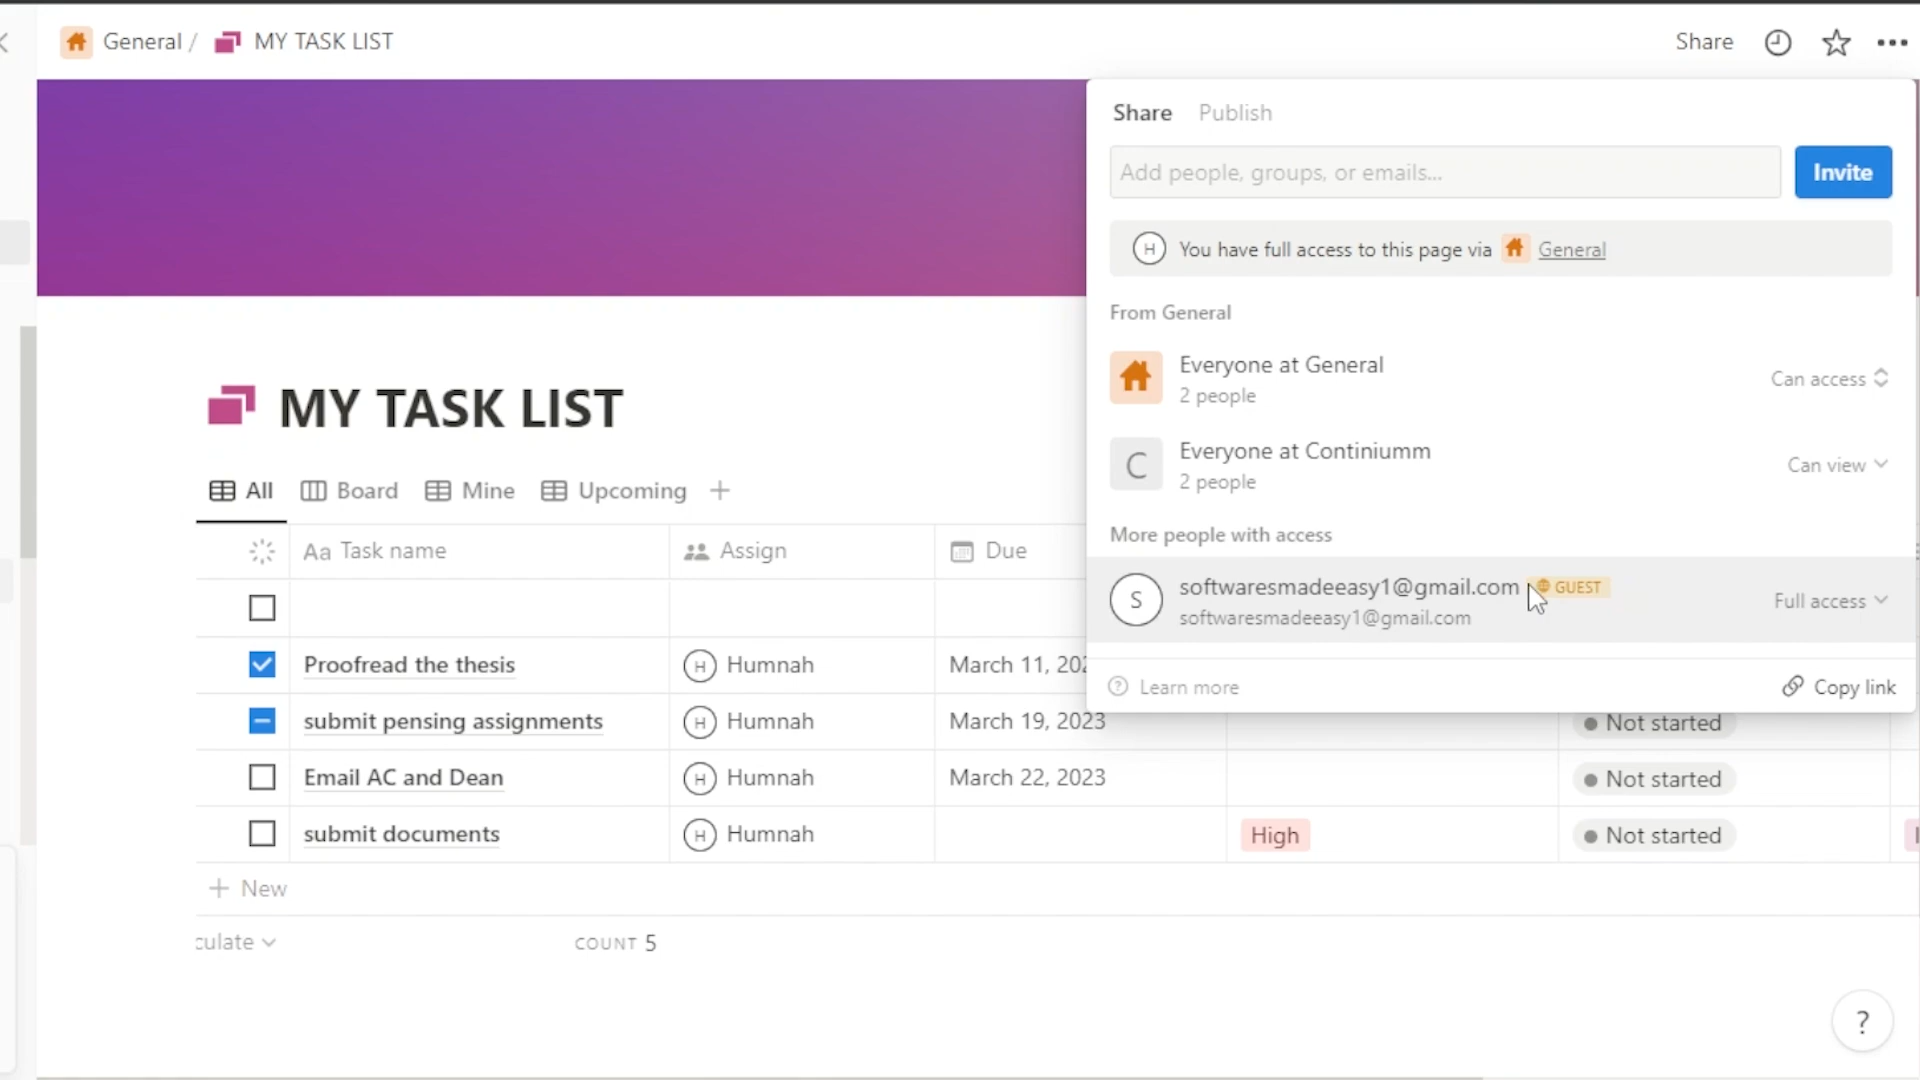 General / MY TASK LIST
Share
Share Publish
Add people, groups, or emails...
Invite
H You have full access to this page via General
From General
Everyone at General
2 people
Can access
C Everyone at Continiumm
2 people
Can view
More people with access
S softwaresmadeeasy1@gmail.com GUEST
softwaresmadeeasy1@gmail.com
Full access
Learn more
Copy link
MY TASK LIST
All Board Mine Upcoming
Aa Task name Assign Due
Proofread the thesis H Humnah March 11, 202
submit pensing assignments H Humnah March 19, 2023 Not started
Email AC and Dean H Humnah March 22, 2023 Not started
submit documents H Humnah High Not started
+ New
culate COUNT 5
?